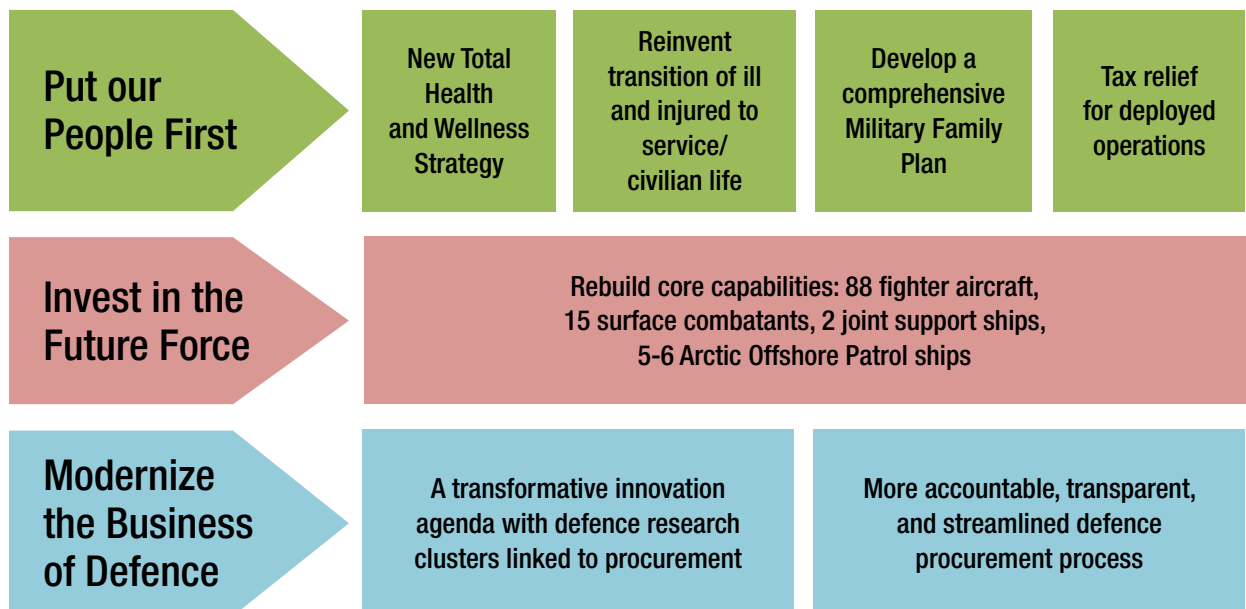 Put our
People First
New Total
Health
and Wellness
Strategy
Reinvent
transition of ill
and injured to
service/
civilian life
Develop a
comprehensive
Military Family
Plan
Tax relief
for deployed
operations
Invest in the
Future Force
Rebuild core capabilities: 88 fighter aircraft,
15 surface combatants, 2 joint support ships,
5-6 Arctic Offshore Patrol ships
Modernize
the Business
of Defence
A transformative innovation
agenda with defence research
clusters linked to procurement
More accountable, transparent,
and streamlined defence
procurement process